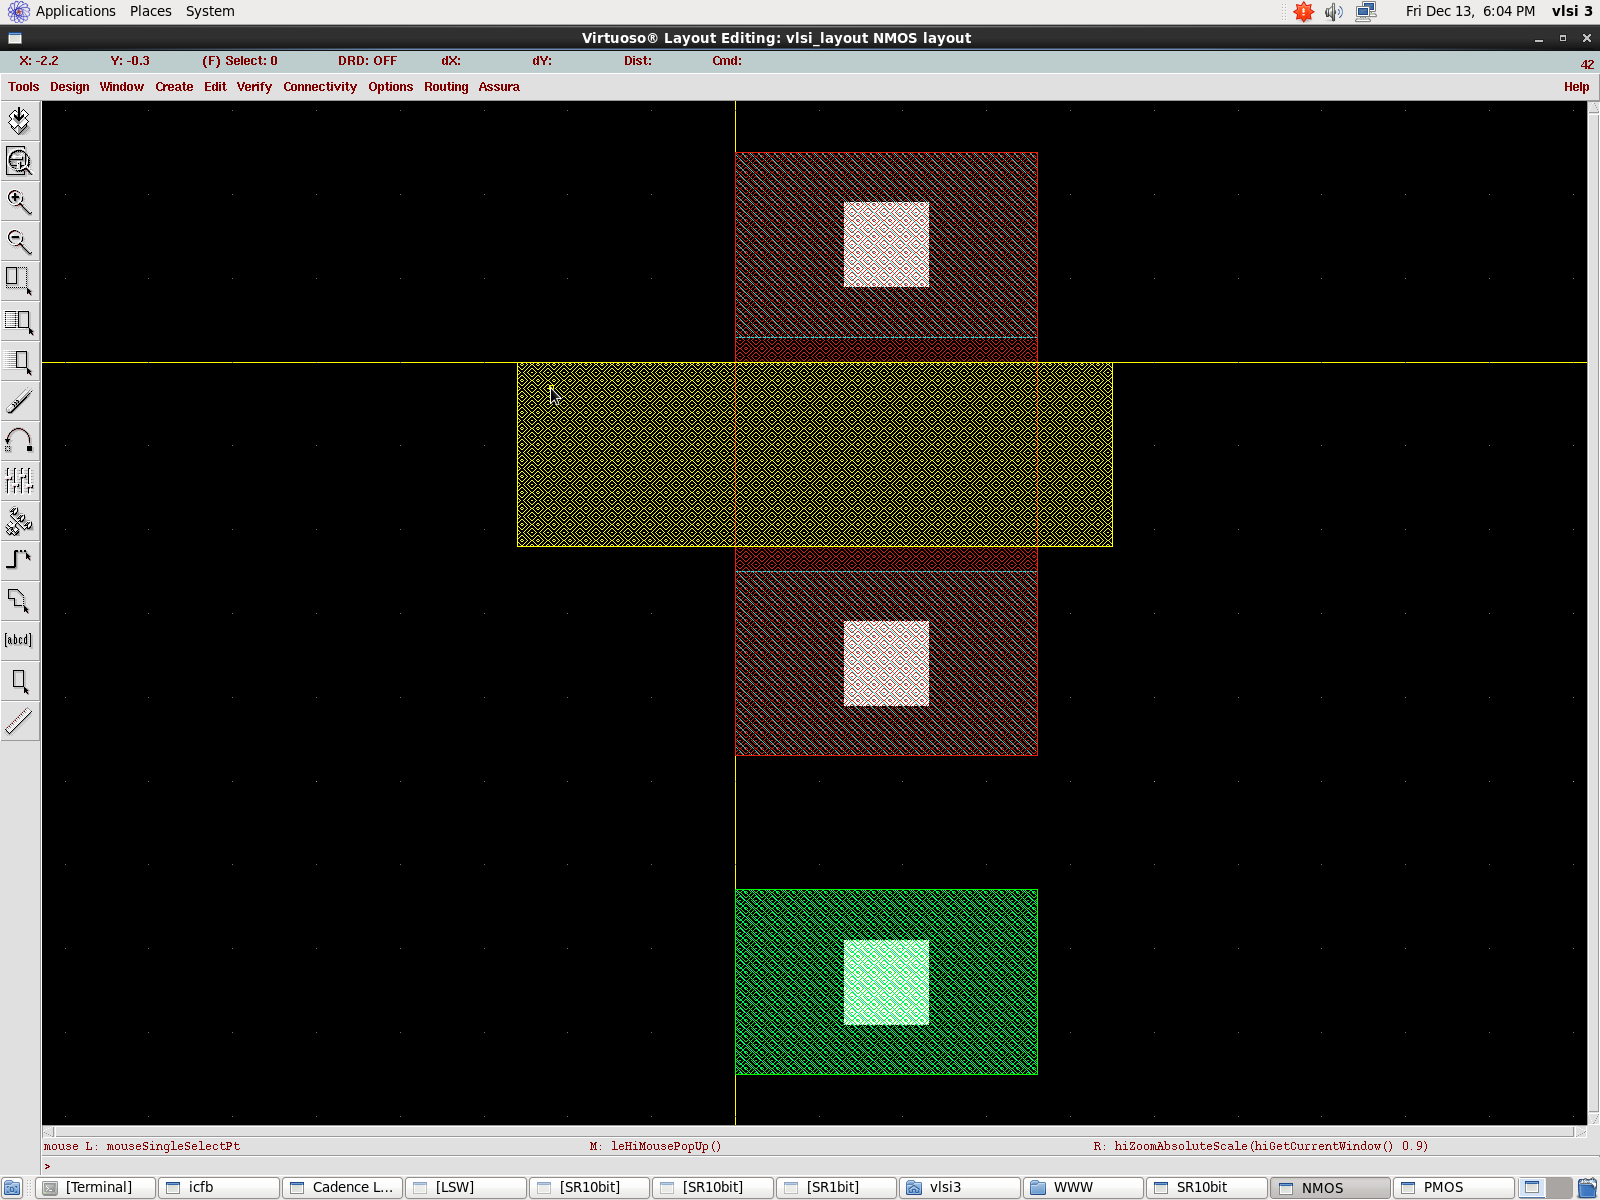 Applications Places System Fri Dec 13, 6:04 PM vlsi 3
Virtuoso® Layout Editing: vlsi_layout NMOS layout
X: -2.2 Y: -0.3 (F) Select: 0 DRD: OFF dX: dY: Dist: Cmd: 42
Tools Design Window Create Edit Verify Connectivity Options Routing Assura Help
[abcd]
mouse L: mouseSingleSelectPt M: leHiMousePopUp() R: hiZoomAbsoluteScale(hiGetCurrentWindow() 0.9)
>
[Terminal] icfb Cadence L... [LSW] [SR10bit] [SR10bit] [SR1bit] vlsi3 WWW SR10bit NMOS PMOS